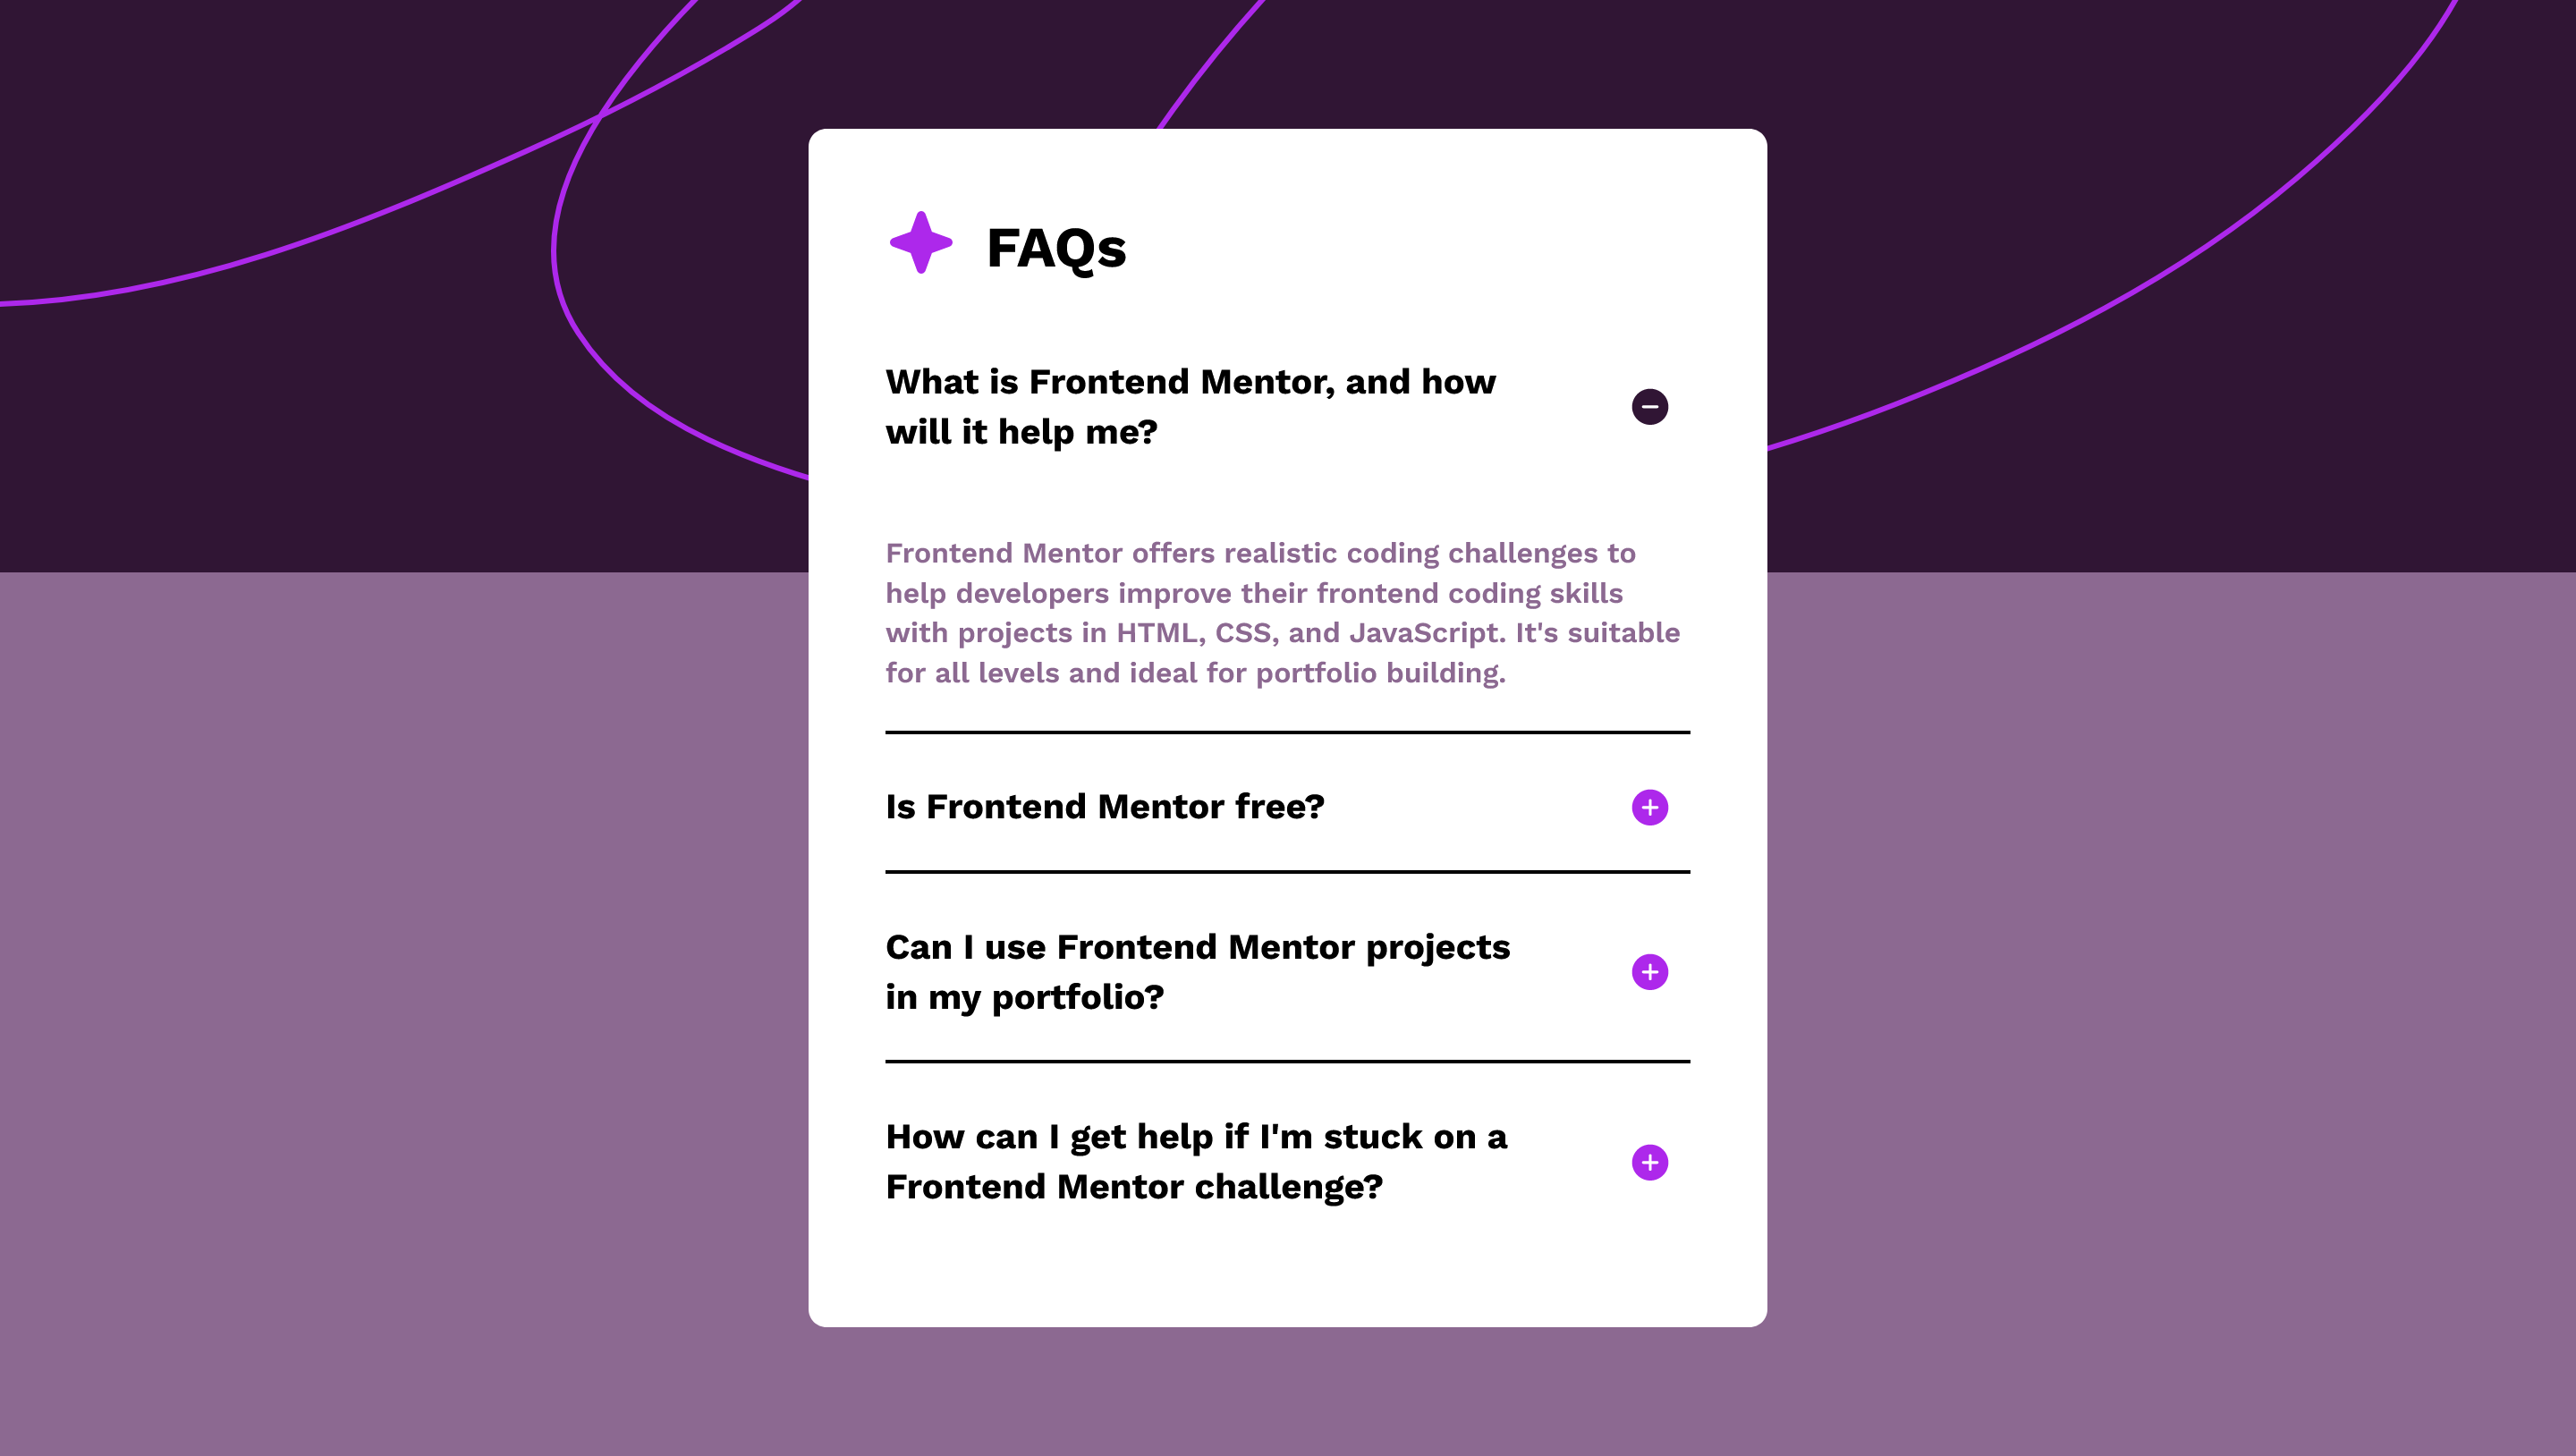 FAQs
What is Frontend Mentor, and how
will it help me?
Frontend Mentor offers realistic coding challenges to
help developers improve their frontend coding skills
with projects in HTML, CSS, and JavaScript. It's suitable
for all levels and ideal for portfolio building.
Is Frontend Mentor free?
Can I use Frontend Mentor projects
in my portfolio?
How can I get help if I'm stuck on a
Frontend Mentor challenge?